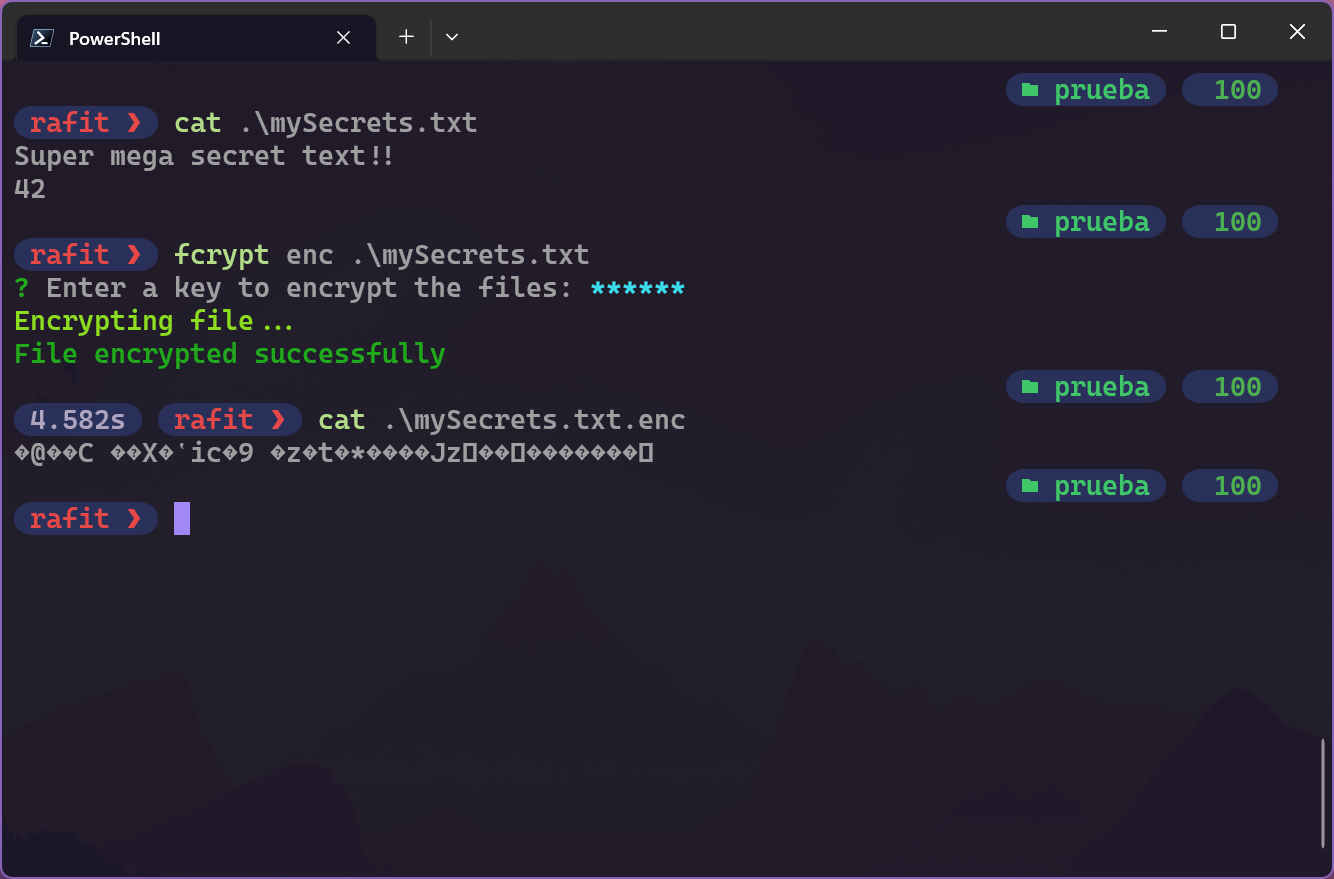 PowerShell
prueba 100
rafit ❯ cat .\mySecrets.txt
Super mega secret text!!
42
prueba 100
rafit ❯ fcrypt enc .\mySecrets.txt
? Enter a key to encrypt the files: ******
Encrypting file...
File encrypted successfully
prueba 100
4.582s rafit ❯ cat .\mySecrets.txt.enc
�@��C ��X�‛ic�9 �z�t�*����Jz▯��▯�������▯
prueba 100
rafit ❯